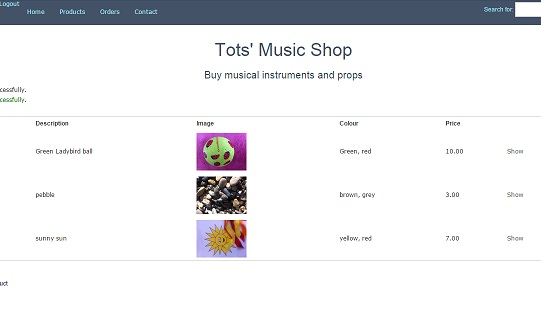 Logout
Home Products Orders Contact Search for:
Tots' Music Shop
Buy musical instruments and props
cessfully.
cessfully.
Description Image Colour Price
Green Ladybird ball Green, red 10.00 Show
pebble brown, grey 3.00 Show
sunny sun yellow, red 7.00 Show
uct